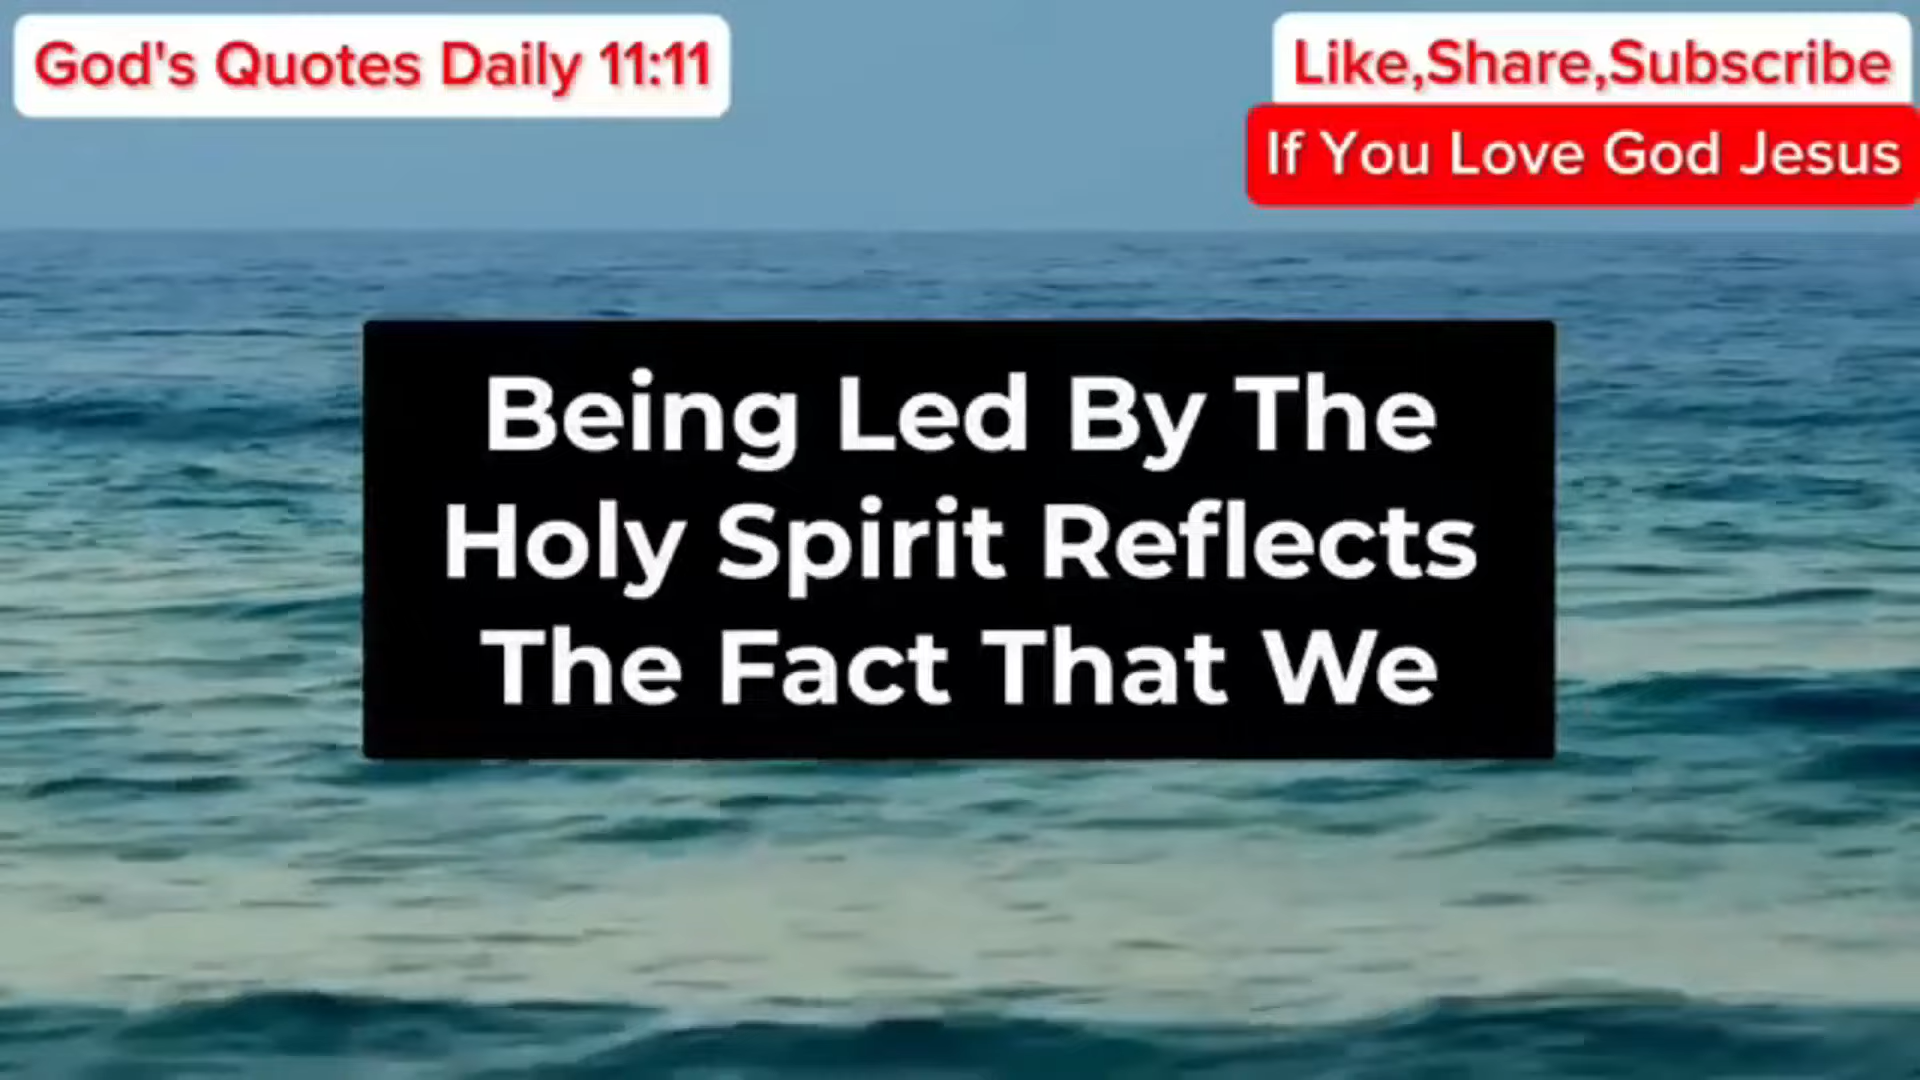 God's Quotes Daily 11:11
Like,Share,Subscribe
If You Love God Jesus
Being Led By The
Holy Spirit Reflects
The Fact That We